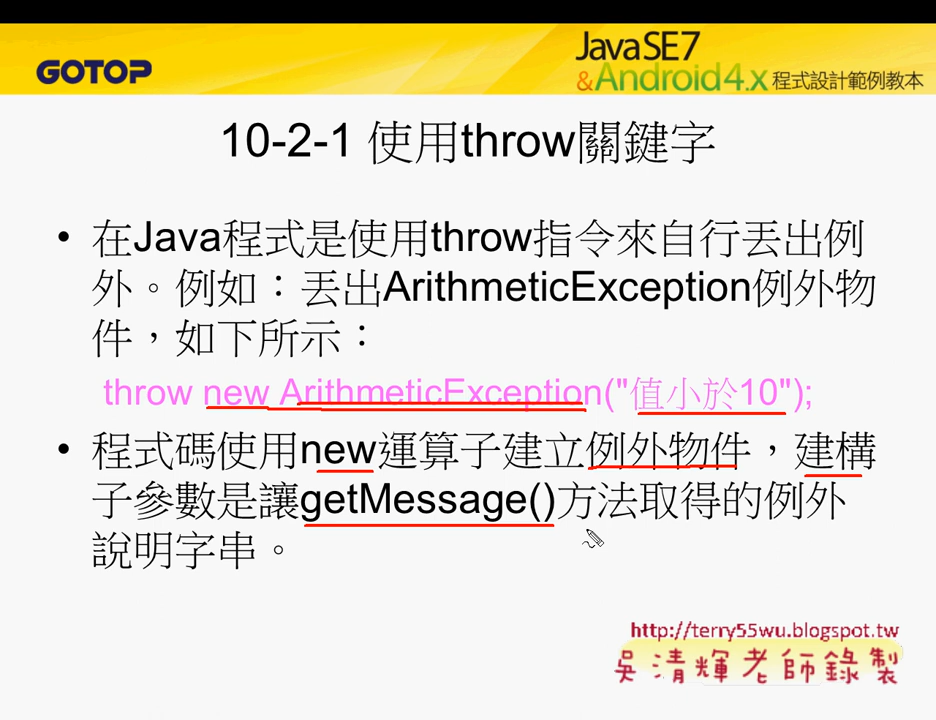 GOTOP
Java SE7
&Android4.x 程式設計範例教本
10-2-1 使用throw關鍵字
• 在Java程式是使用throw指令來自行丟出例
外。例如：丟出ArithmeticException例外物
件，如下所示：
throw new ArithmeticException("值小於10");
• 程式碼使用new運算子建立例外物件，建構
子參數是讓getMessage()方法取得的例外
說明字串。
http://terry55wu.blogspot.tw
吳清輝老師錄製